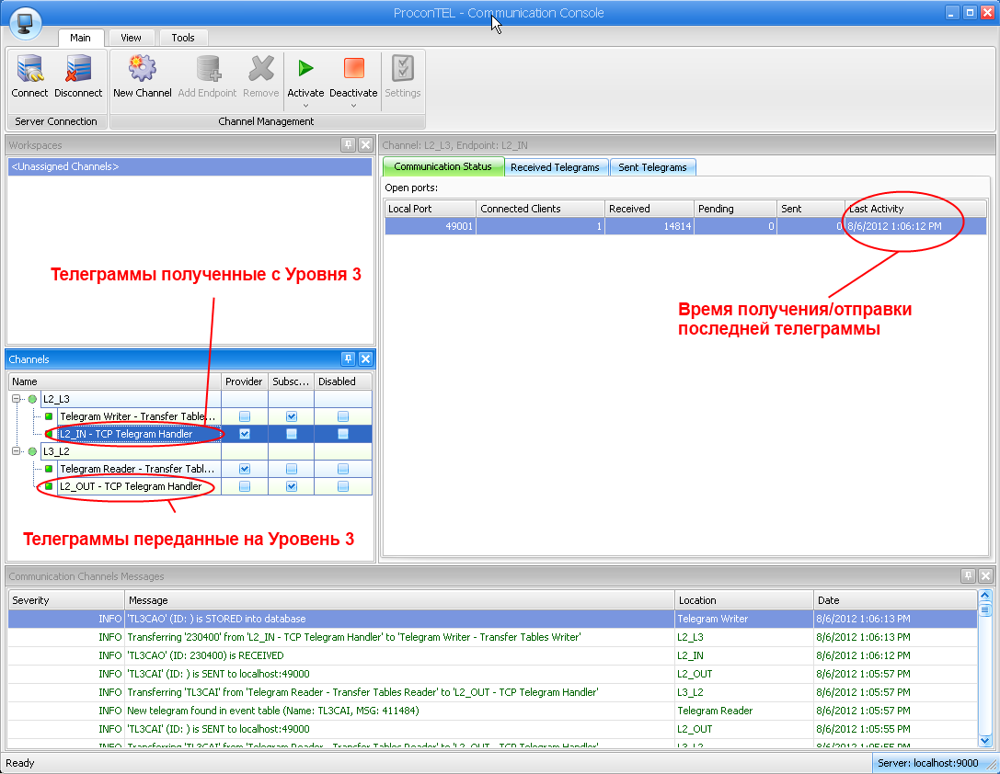 ProconTEL - Communication Console
Main View Tools
Connect Disconnect New Channel Add Endpoint Remove Activate Deactivate Settings
Server Connection Channel Management
Workspaces
<Unassigned Channels>
Телеграммы полученные с Уровня 3
Channels
Name Provider Subsc... Disabled
L2_L3
Telegram Writer - Transfer Table...
L2_IN - TCP Telegram Handler
L3_L2
Telegram Reader - Transfer Tabl...
L2_OUT - TCP Telegram Handler
Телеграммы переданные на Уровень 3
Channel: L2_L3, Endpoint: L2_IN
Communication Status Received Telegrams Sent Telegrams
Open ports:
Local Port Connected Clients Received Pending Sent Last Activity
49001 1 14814 0 0 8/6/2012 1:06:12 PM
Время получения/отправки
последней телеграммы
Communication Channels Messages
Severity Message Location Date
INFO 'TL3CAO' (ID: ) is STORED into database Telegram Writer 8/6/2012 1:06:13 PM
INFO Transferring '230400' from 'L2_IN - TCP Telegram Handler' to 'Telegram Writer - Transfer Tables Writer' L2_L3 8/6/2012 1:06:13 PM
INFO 'TL3CAO' (ID: 230400) is RECEIVED L2_IN 8/6/2012 1:06:12 PM
INFO 'TL3CAI' (ID: ) is SENT to localhost:49000 L2_OUT 8/6/2012 1:05:57 PM
INFO Transferring 'TL3CAI' from 'Telegram Reader - Transfer Tables Reader' to 'L2_OUT - TCP Telegram Handler' L3_L2 8/6/2012 1:05:57 PM
INFO New telegram found in event table (Name: TL3CAI, MSG: 411484) Telegram Reader 8/6/2012 1:05:57 PM
INFO 'TL3CAI' (ID: ) is SENT to localhost:49000 L2_OUT 8/6/2012 1:05:55 PM
INFO Transferring 'TL3CAI' from 'Telegram Reader - Transfer Tables Reader' to 'L2_OUT - TCP Telegram Handler' L3_L2 8/6/2012 1:05:55 PM
Ready Server: localhost:9000